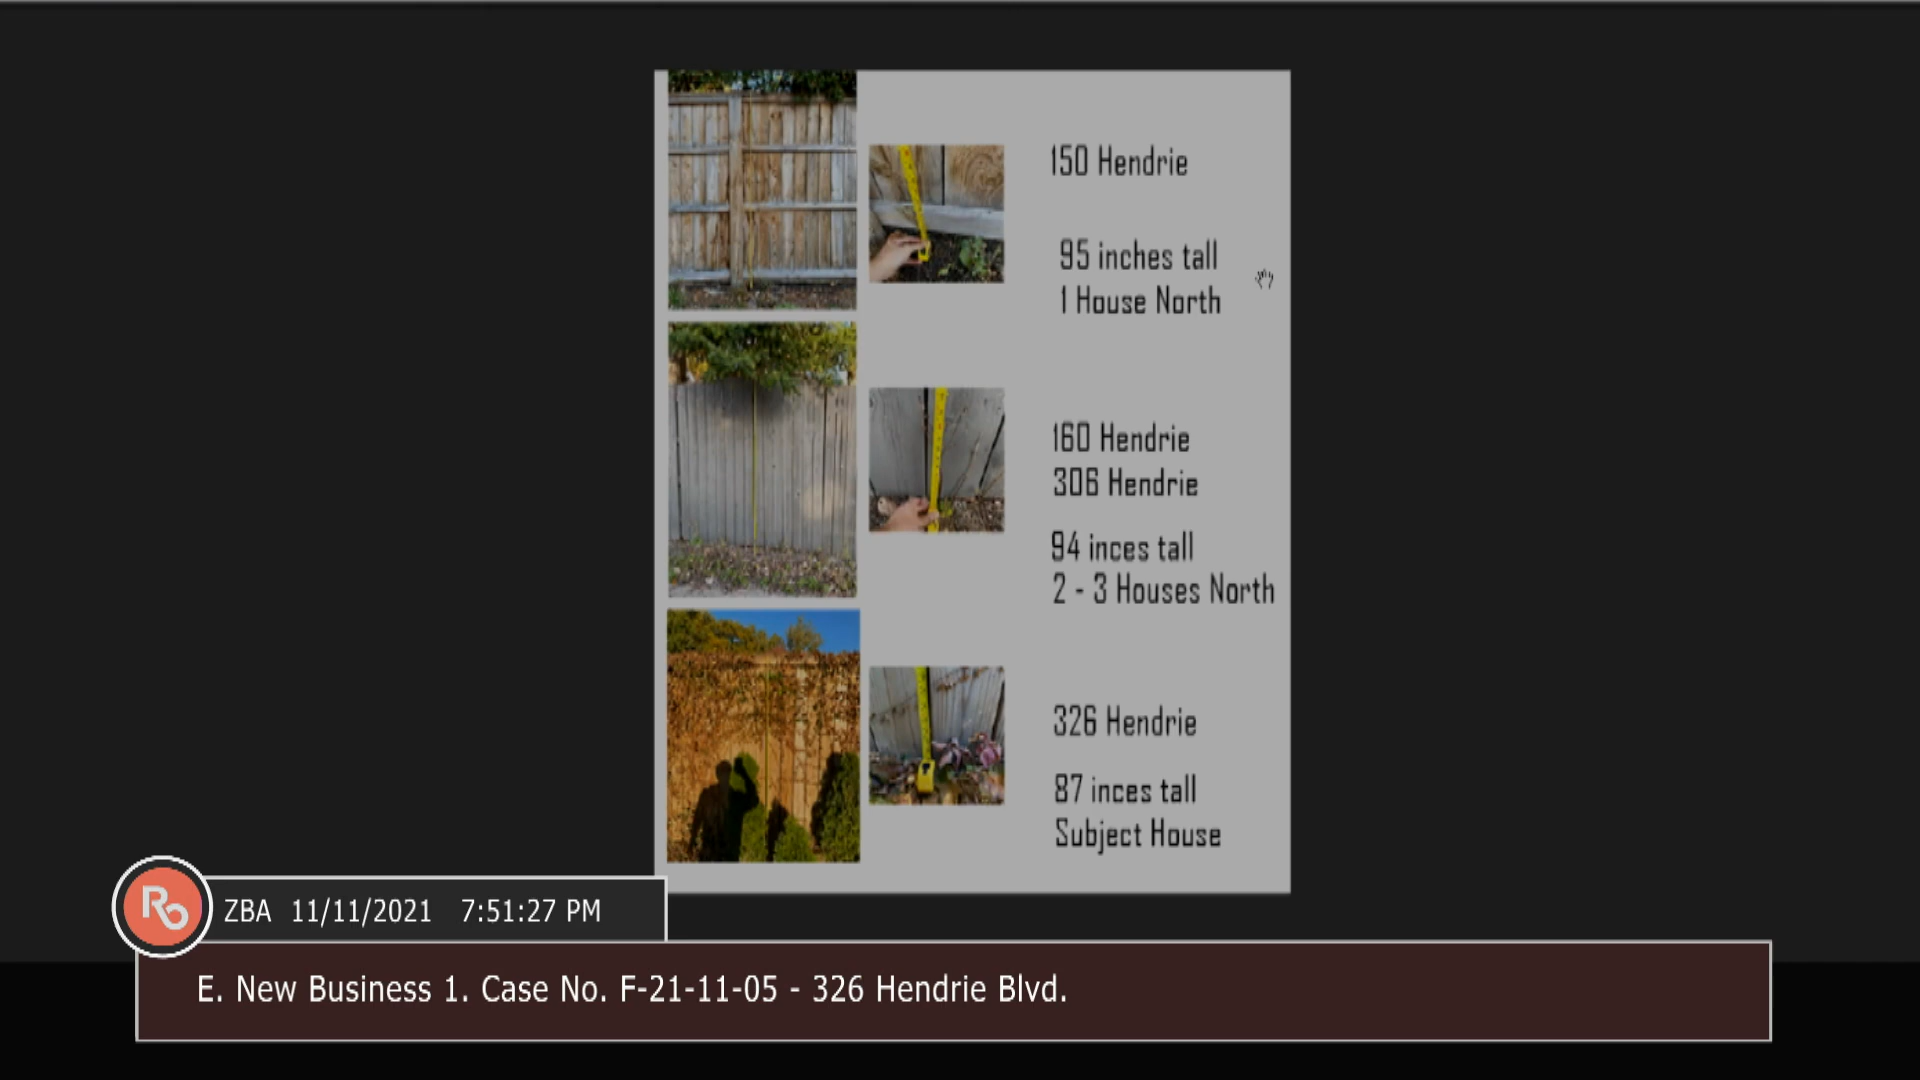 150 Hendrie
95 inches tall
1 House North
160 Hendrie
306 Hendrie
94 inces tall
2 - 3 Houses North
326 Hendrie
87 inces tall
Subject House
RO
ZBA 11/11/2021 7:51:27 PM
E. New Business 1. Case No. F-21-11-05 - 326 Hendrie Blvd.